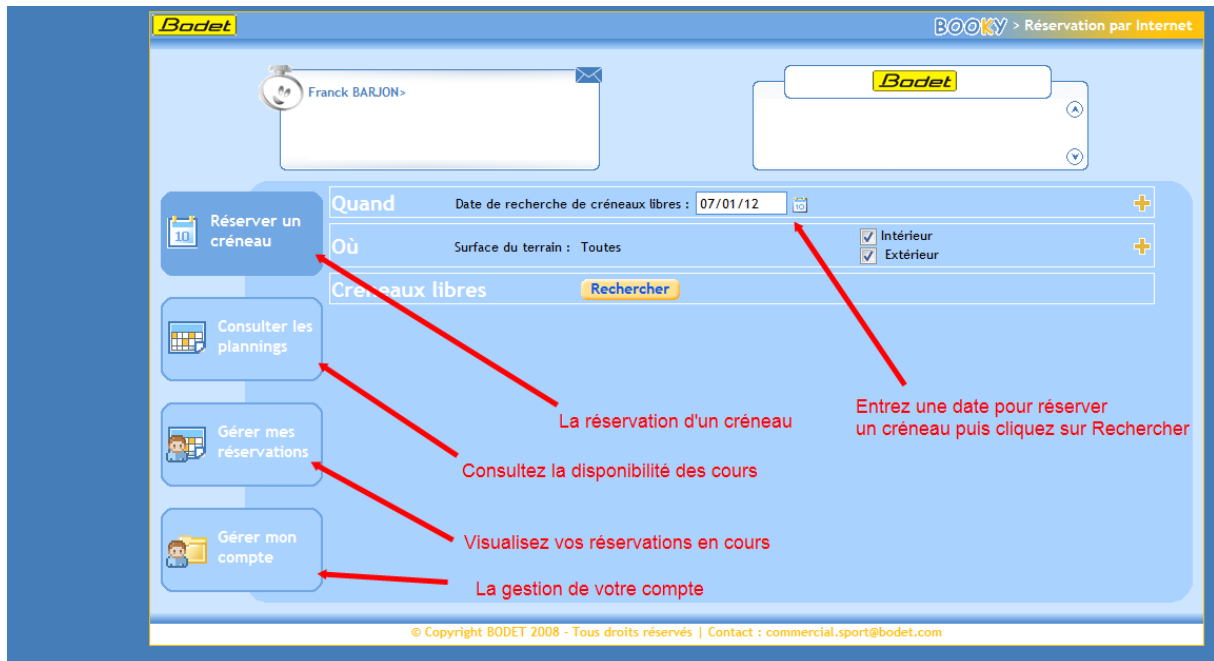 Bodet
BOOKY > Réservation par Internet
Franck BARJON>
Bodet
Réserver un
créneau
10
Quand
Date de recherche de créneaux libres : 07/01/12
10
Où
Surface du terrain : Toutes
Intérieur
Extérieur
Créneaux libres
Rechercher
Consulter les
plannings
Gérer mes
réservations
Gérer mon
compte
La réservation d'un créneau
Entrez une date pour réserver
un créneau puis cliquez sur Rechercher
Consultez la disponibilité des cours
Visualisez vos réservations en cours
La gestion de votre compte
© Copyright BODET 2008 - Tous droits réservés | Contact : commercial.sport@bodet.com